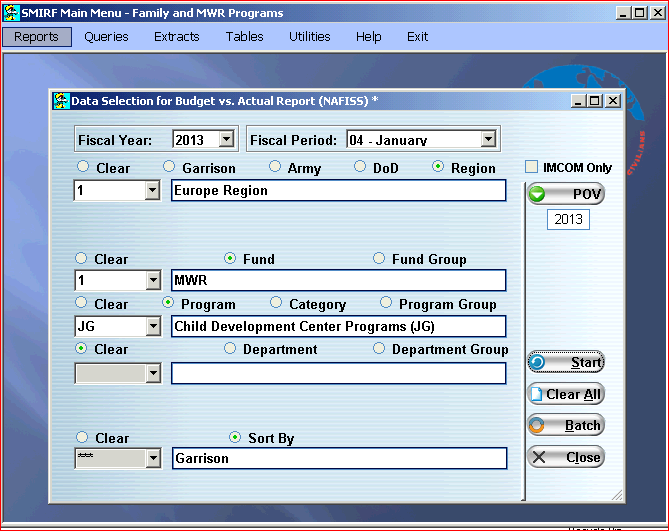 SMIRF Main Menu - Family and MWR Programs
Reports Queries Extracts Tables Utilities Help Exit
Data Selection for Budget vs. Actual Report (NAFISS) *
Fiscal Year: 2013 Fiscal Period: 04 - January
Clear Garrison Army DoD Region IMCOM Only
1 Europe Region POV
2013
Clear Fund Fund Group
1 MWR
Clear Program Category Program Group
JG Child Development Center Programs (JG)
Clear Department Department Group
Start
Clear All
Batch
Clear Sort By
*** Garrison Close